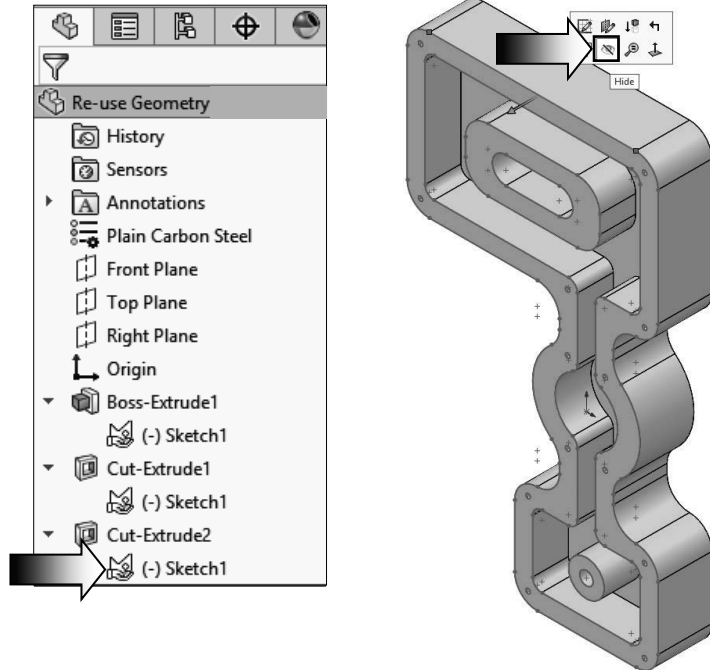 Re-use Geometry
History
Sensors
Annotations
Plain Carbon Steel
Front Plane
Top Plane
Right Plane
Origin
Boss-Extrude1
(-) Sketch1
Cut-Extrude1
(-) Sketch1
Cut-Extrude2
(-) Sketch1
Hide